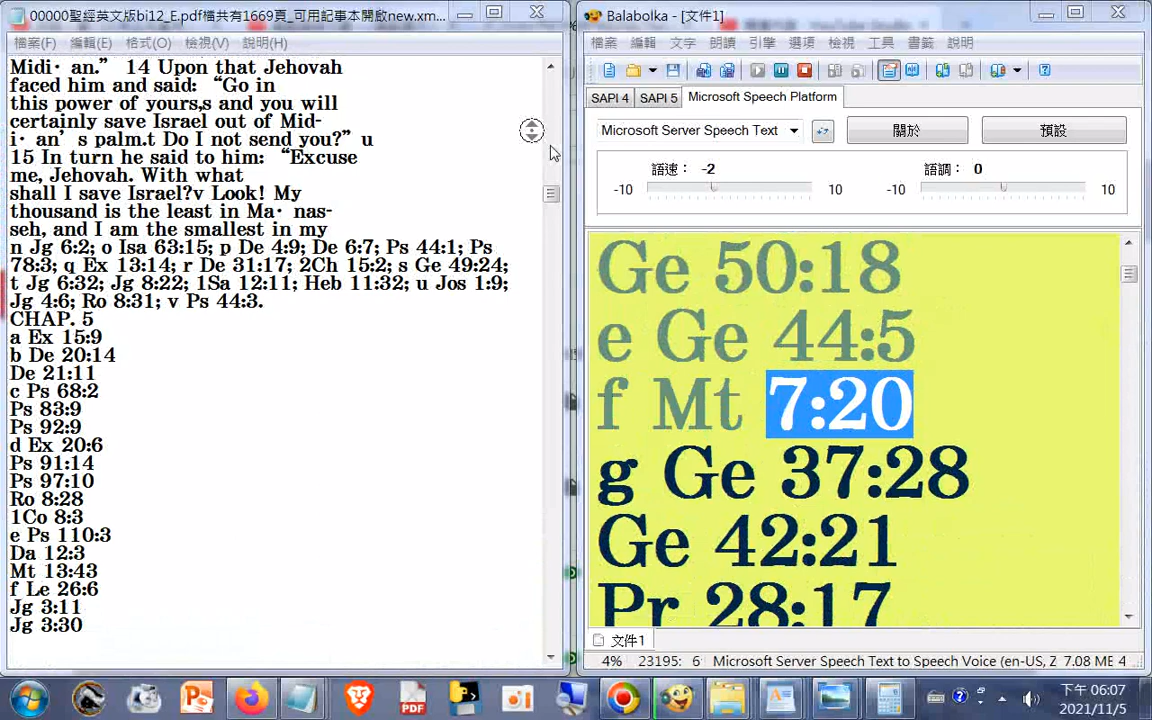 00000聖經英文版bi12_E.pdf檔共有1669頁_可用記事本開啟new.xm...
檔案(F) 編輯(E) 格式(O) 檢視(V) 說明(H)
Midi‧an.” 14 Upon that Jehovah
faced him and said: “Go in
this power of yours,s and you will
certainly save Israel out of Mid-
i‧an’s palm.t Do I not send you?” u
15 In turn he said to him: “Excuse
me, Jehovah. With what
shall I save Israel?v Look! My
thousand is the least in Ma‧nas-
seh, and I am the smallest in my
n Jg 6:2; o Isa 63:15; p De 4:9; De 6:7; Ps 44:1; Ps
78:3; q Ex 13:14; r De 31:17; 2Ch 15:2; s Ge 49:24;
t Jg 6:32; Jg 8:22; 1Sa 12:11; Heb 11:32; u Jos 1:9;
Jg 4:6; Ro 8:31; v Ps 44:3.
CHAP. 5
a Ex 15:9
b De 20:14
De 21:11
c Ps 68:2
Ps 83:9
Ps 92:9
d Ex 20:6
Ps 91:14
Ps 97:10
Ro 8:28
1Co 8:3
e Ps 110:3
Da 12:3
Mt 13:43
f Le 26:6
Jg 3:11
Jg 3:30
Balabolka - [文件1]
檔案 編輯 文字 朗讀 引擎 選項 檢視 工具 書籤 說明
SAPI 4 SAPI 5 Microsoft Speech Platform
Microsoft Server Speech Text 關於 預設
語速： -2 語調： 0
-10 10 -10 10
Ge 50:18
e Ge 44:5
f Mt 7:20
g Ge 37:28
Ge 42:21
Pr 28:17
文件1
4% 23195: 6 Microsoft Server Speech Text to Speech Voice (en-US, Z 7.08 ME 4
下午 06:07
2021/11/5